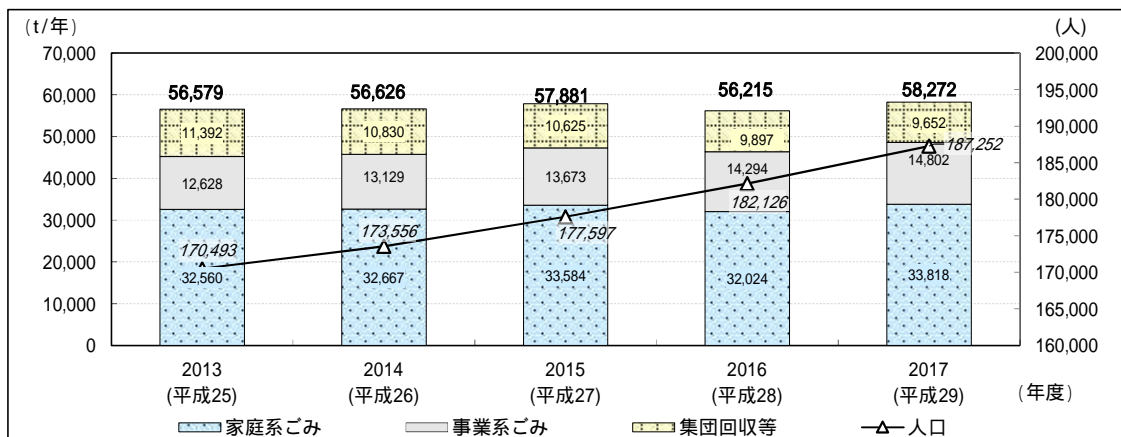 (t/年) (人)
70,000 200,000
60,000 195,000
50,000 190,000
40,000 185,000
30,000 180,000
20,000 175,000
10,000 170,000
0 165,000
160,000
56,579 56,626 57,881 56,215 58,272
11,392 10,830 10,625 9,897 9,652
12,628 13,129 13,673 14,294 14,802
170,493 173,556 177,597 182,126 187,252
32,560 32,667 33,584 32,024 33,818
2013 2014 2015 2016 2017
(平成25) (平成26) (平成27) (平成28) (平成29) (年度)
家庭系ごみ 事業系ごみ 集団回収等 人口